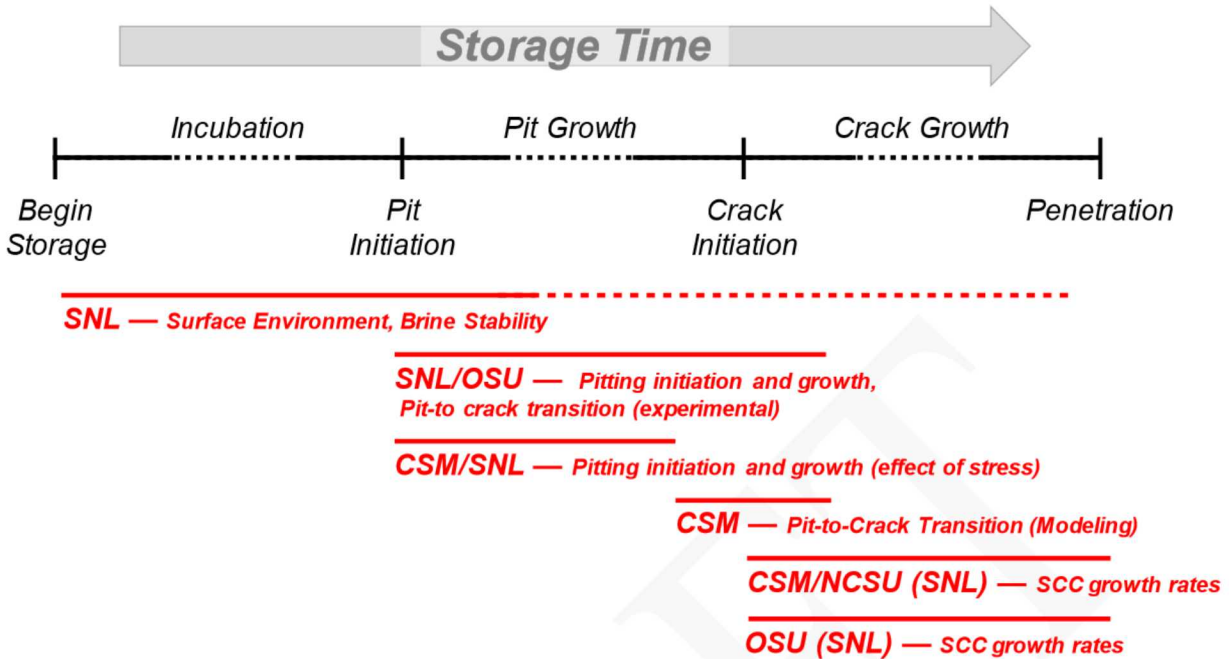 Storage Time
Incubation
Pit Growth
Crack Growth
Begin
Storage
Pit
Initiation
Crack
Initiation
Penetration
SNL — Surface Environment, Brine Stability
SNL/OSU — Pitting initiation and growth,
Pit-to crack transition (experimental)
CSM/SNL — Pitting initiation and growth (effect of stress)
CSM — Pit-to-Crack Transition (Modeling)
CSM/NCSU (SNL) — SCC growth rates
OSU (SNL) — SCC growth rates